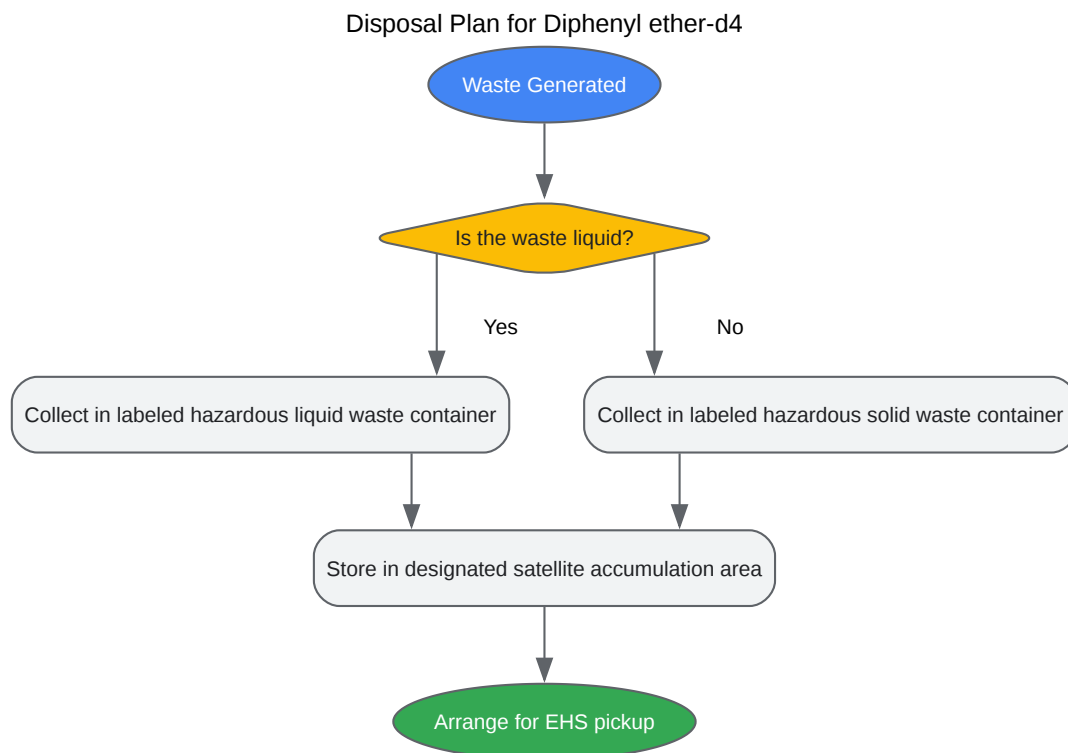 Disposal Plan for Diphenyl ether-d4
Waste Generated
Is the waste liquid?
Yes
No
Collect in labeled hazardous liquid waste container
Collect in labeled hazardous solid waste container
Store in designated satellite accumulation area
Arrange for EHS pickup